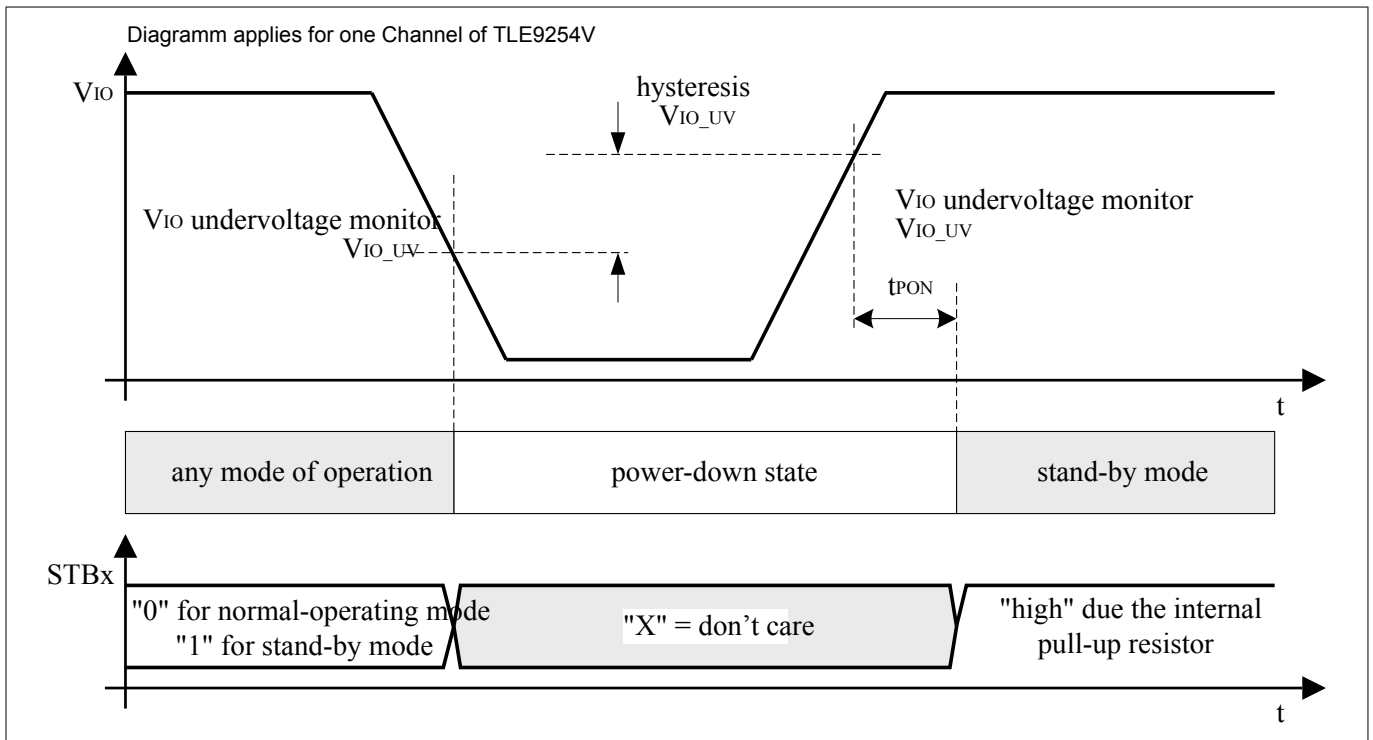 Diagramm applies for one Channel of TLE9254V
VIO
hysteresis
VIO_UV
VIO undervoltage monitor
VIO_UV
VIO undervoltage monitor
VIO_UV
tPON
t
any mode of operation
power-down state
stand-by mode
STBx
"0" for normal-operating mode
"1" for stand-by mode
"X" = don't care
"high" due the internal
pull-up resistor
t